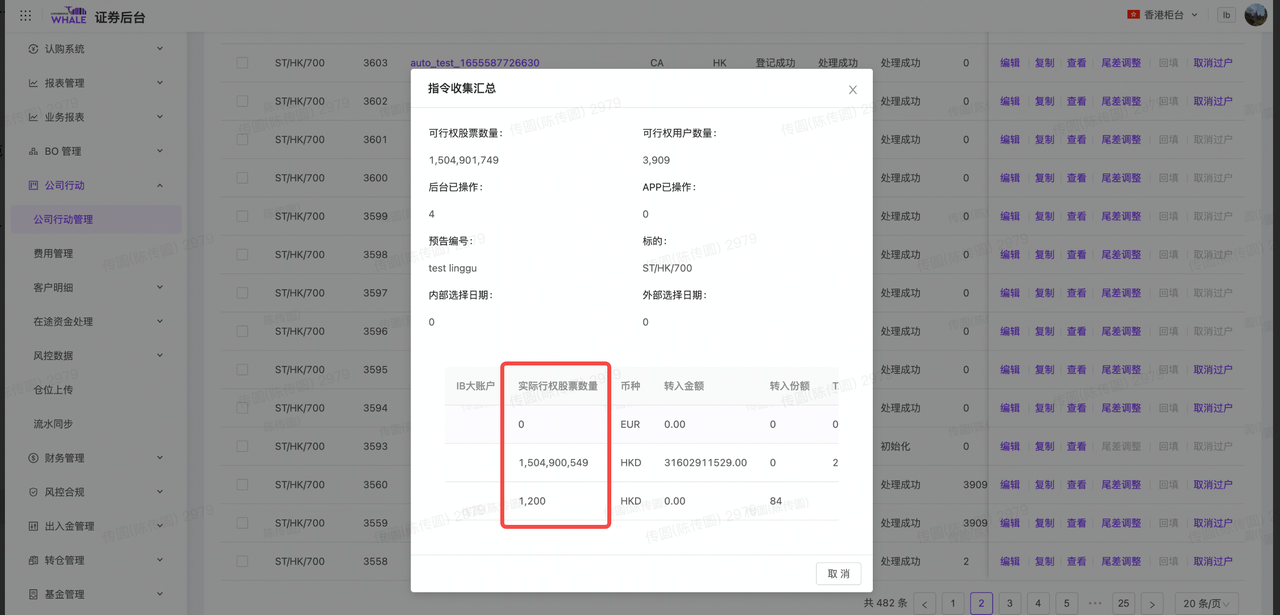 WHALE 证券后台
香港柜台 lb
认购系统
报表管理
业务报表
BO 管理
公司行动
公司行动管理
费用管理
客户明细
在途资金处理
风控数据
仓位上传
流水同步
财务管理
风控合规
出入金管理
转仓管理
基金管理
ST/HK/700 3603 auto_test_1655587726630 CA HK 登记成功 处理成功 处理成功 0 编辑 复制 查看 尾差调整 回填 取消过户
ST/HK/700 3602 处理成功 0 编辑 复制 查看 尾差调整 回填 取消过户
ST/HK/700 3601 处理成功 0 编辑 复制 查看 尾差调整 回填 取消过户
ST/HK/700 3600 处理成功 0 编辑 复制 查看 尾差调整 回填 取消过户
ST/HK/700 3599 处理成功 0 编辑 复制 查看 尾差调整 回填 取消过户
ST/HK/700 3598 处理成功 0 编辑 复制 查看 尾差调整 回填 取消过户
ST/HK/700 3597 处理成功 0 编辑 复制 查看 尾差调整 回填 取消过户
ST/HK/700 3596 处理成功 0 编辑 复制 查看 尾差调整 回填 取消过户
ST/HK/700 3595 处理成功 0 编辑 复制 查看 尾差调整 回填 取消过户
ST/HK/700 3594 处理成功 0 编辑 复制 查看 尾差调整 回填 取消过户
ST/HK/700 3593 初始化 0 编辑 复制 查看 尾差调整 回填 取消过户
ST/HK/700 3560 处理成功 3909 编辑 复制 查看 尾差调整 回填 取消过户
ST/HK/700 3559 处理成功 3909 编辑 复制 查看 尾差调整 回填 取消过户
ST/HK/700 3558 处理成功 2 编辑 复制 查看 尾差调整 回填 取消过户
指令收集汇总
可行权股票数量: 可行权用户数量:
1,504,901,749 3,909
后台已操作: APP已操作:
4 0
预告编号: 标的:
test linggu ST/HK/700
内部选择日期: 外部选择日期:
0 0
IB大账户 实际行权股票数量 币种 转入金额 转入份额 T
0 EUR 0.00 0 0
1,504,900,549 HKD 31602911529.00 0 2
1,200 HKD 0.00 84
取 消
共 482 条 1 2 3 4 5 ••• 25 20 条/页
传圆(陈传圆) 2979